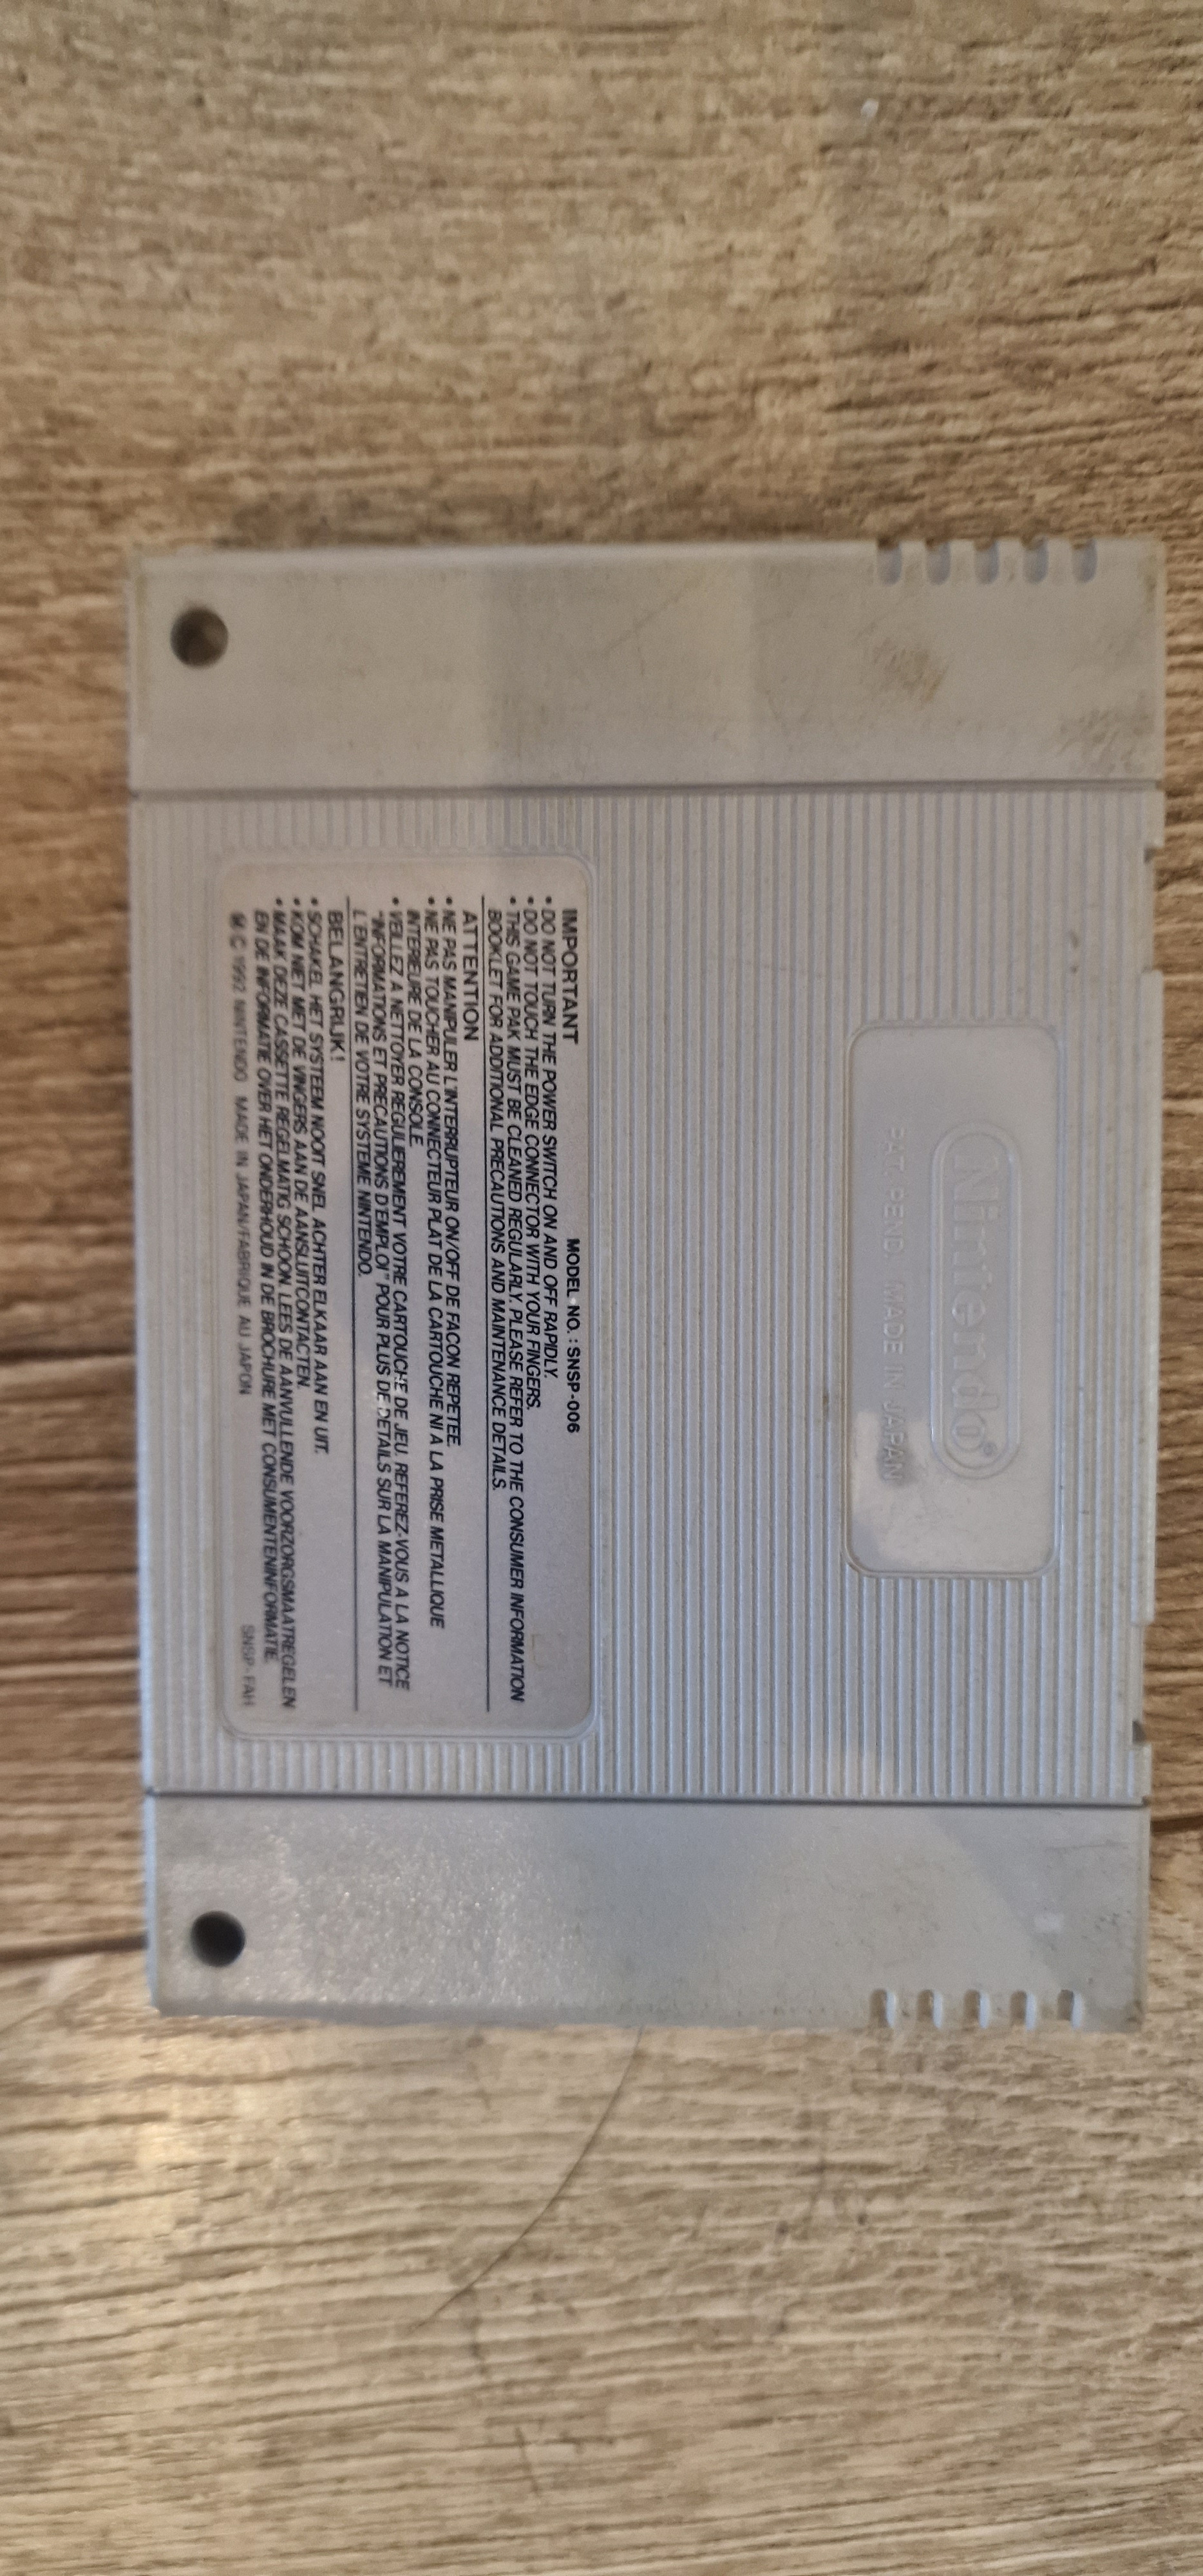 Nintendo®
PAT. PEND. MADE IN JAPAN
IMPORTANT MODEL NO. : SNSP-006
• DO NOT TURN THE POWER SWITCH ON AND OFF RAPIDLY.
• DO NOT TOUCH THE EDGE CONNECTOR WITH YOUR FINGERS.
• THIS GAME PAK MUST BE CLEANED REGULARLY. PLEASE REFER TO THE CONSUMER INFORMATION
BOOKLET FOR ADDITIONAL PRECAUTIONS AND MAINTENANCE DETAILS.
ATTENTION
• NE PAS MANIPULER L'INTERRUPTEUR ON/OFF DE FACON REPETEE.
• NE PAS TOUCHER AU CONNECTEUR PLAT DE LA CARTOUCHE NI A LA PRISE METALLIQUE
INTERIEURE DE LA CONSOLE.
• VEILLEZ A NETTOYER REGULIEREMENT VOTRE CARTOUCHE DE JEU. REFEREZ-VOUS A LA NOTICE
"INFORMATIONS ET PRECAUTIONS D'EMPLOI" POUR PLUS DE DETAILS SUR LA MANIPULATION ET
L'ENTRETIEN DE VOTRE SYSTEME NINTENDO.
BELANGRIJK!
• SCHAKEL HET SYSTEEM NOOIT SNEL ACHTER ELKAAR AAN EN UIT.
• KOM NIET MET DE VINGERS AAN DE AANSLUITCONTACTEN.
• MAAK DEZE CASSETTE REGELMATIG SCHOON. LEES DE AANVULLENDE VOORZORGSMAATREGELEN
EN DE INFORMATIE OVER HET ONDERHOUD IN DE BROCHURE MET CONSUMENTENINFORMATIE.
Ⓜ © 1992 NINTENDO MADE IN JAPAN/FABRIQUE AU JAPON SNSP-FAH